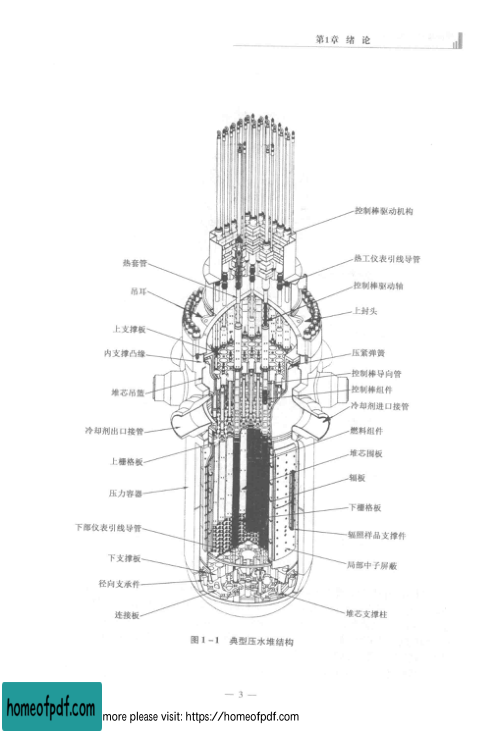 第1章 绪 论
控制棒驱动机构
热套管
热工仪表引线导管
控制棒驱动轴
吊耳
上封头
上支撑板
内支撑凸缘
压紧弹簧
控制棒导向管
堆芯吊篮
控制棒组件
冷却剂进口接管
冷却剂出口接管
燃料组件
堆芯围板
上栅格板
辐板
压力容器
下栅格板
下部仪表引线导管
辐照样品支撑件
下支撑板
局部中子屏蔽
径向支承件
连接板
堆芯支撑柱
图1-1 典型压水堆结构
— 3 —
homeofpdf.com
more please visit: https://homeofpdf.com